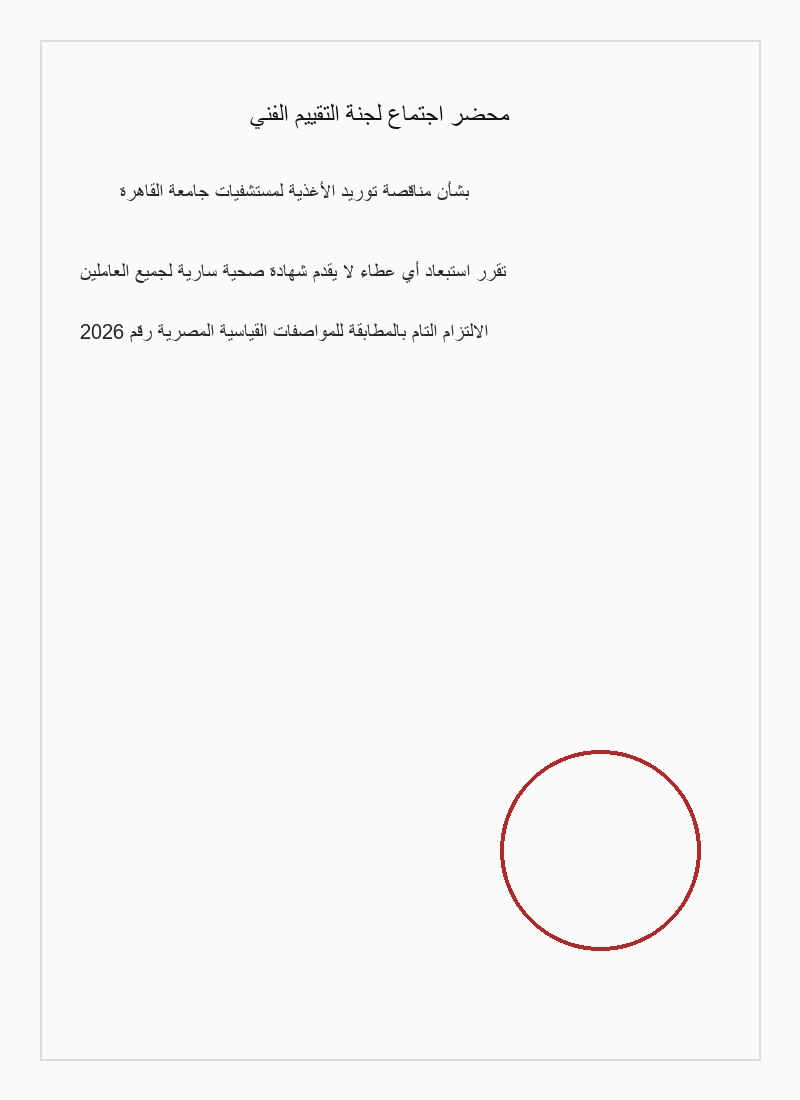 محضر اجتماع لجنة التقييم الفني
بشأن مناقصة توريد الأغذية لمستشفيات جامعة القاهرة
تقرر استبعاد أي عطاء لا يقدم شهادة صحية سارية لجميع العاملين
الالتزام التام بالمطابقة للمواصفات القياسية المصرية رقم 2026